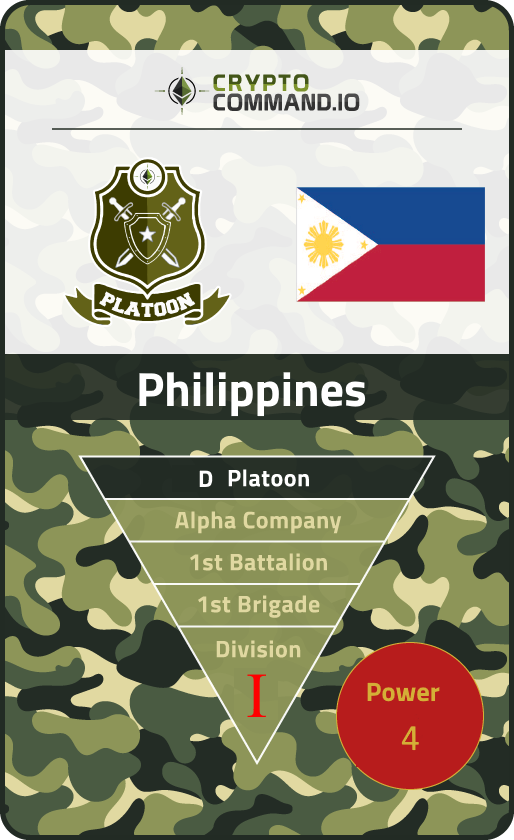 CRYPTO
COMMAND.IO
PLATOON
Philippines
D Platoon
Alpha Company
1st Battalion
1st Brigade
Division
I
Power
4